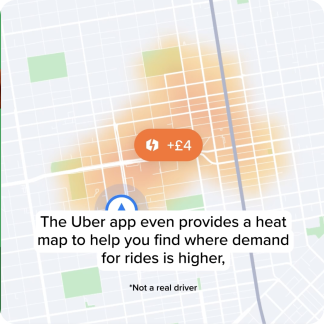 +£4
The Uber app even provides a heat
map to help you find where demand
for rides is higher,
*Not a real driver